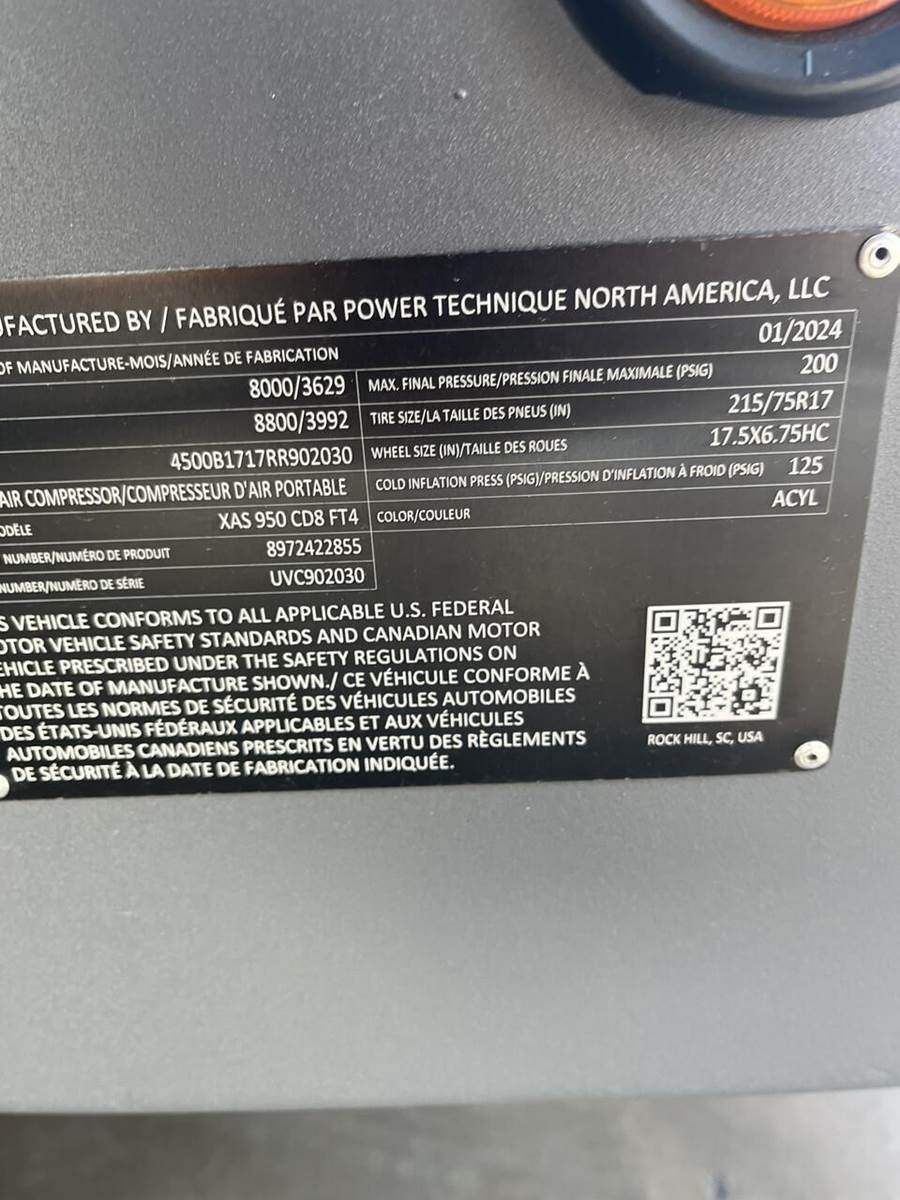 UFACTURED BY / FABRIQUÉ PAR POWER TECHNIQUE NORTH AMERICA, LLC
OF MANUFACTURE-MOIS/ANNÉE DE FABRICATION 01/2024
8000/3629 MAX. FINAL PRESSURE/PRESSION FINALE MAXIMALE (PSIG) 200
8800/3992 TIRE SIZE/LA TAILLE DES PNEUS (IN) 215/75R17
4500B1717RR902030 WHEEL SIZE (IN)/TAILLE DES ROUES 17.5X6.75HC
AIR COMPRESSOR/COMPRESSEUR D'AIR PORTABLE COLD INFLATION PRESS (PSIG)/PRESSION D'INFLATION À FROID (PSIG) 125
ODÈLE XAS 950 CD8 FT4 COLOR/COULEUR ACYL
NUMBER/NUMÉRO DE PRODUIT 8972422855
NUMBER/NUMÉRO DE SÉRIE UVC902030
S VEHICLE CONFORMS TO ALL APPLICABLE U.S. FEDERAL
OTOR VEHICLE SAFETY STANDARDS AND CANADIAN MOTOR
EHICLE PRESCRIBED UNDER THE SAFETY REGULATIONS ON
HE DATE OF MANUFACTURE SHOWN./ CE VÉHICULE CONFORME À
TOUTES LES NORMES DE SÉCURITÉ DES VÉHICULES AUTOMOBILES
DES ÉTATS-UNIS FÉDÉRAUX APPLICABLES ET AUX VÉHICULES
AUTOMOBILES CANADIENS PRESCRITS EN VERTU DES RÈGLEMENTS
DE SÉCURITÉ À LA DATE DE FABRICATION INDIQUÉE.
ROCK HILL, SC, USA